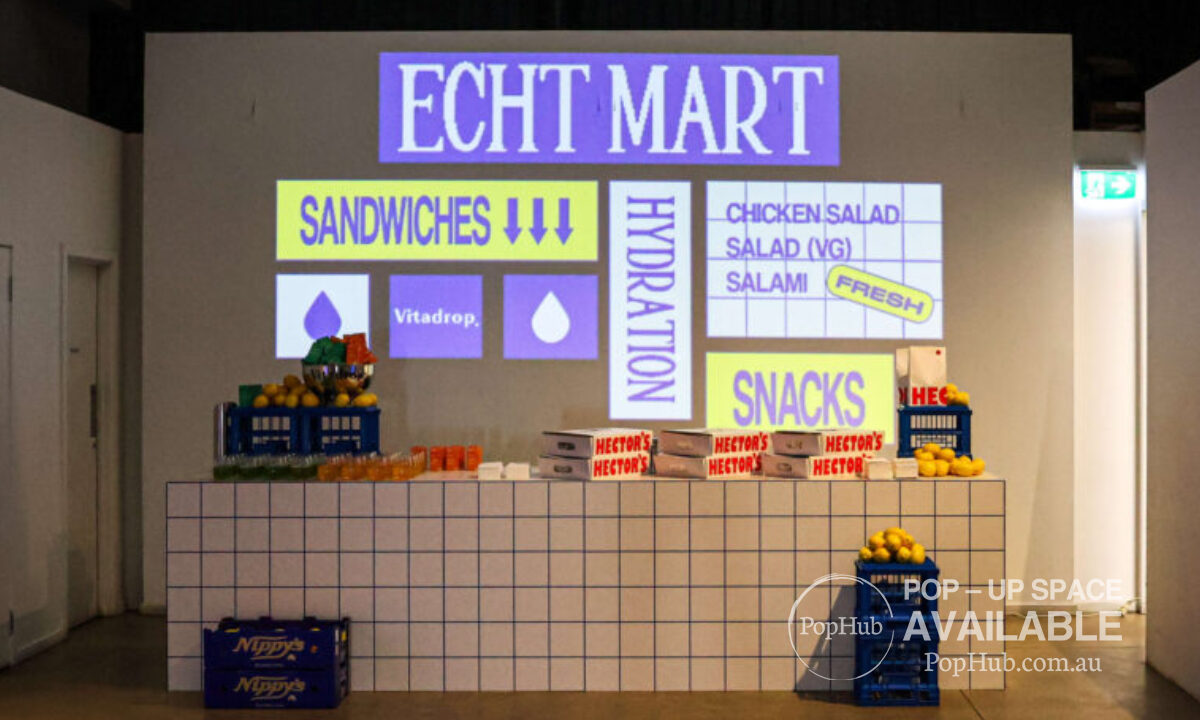 ECHT MART
SANDWICHES ↓↓↓
HYDRATION
CHICKEN SALAD
SALAD (VG)
SALAMI
FRESH
Vitadrop.
SNACKS
HEC
HECTOR'S
HECTOR'S
HECTOR'S
HECTOR'S
HECTOR'S
HECTOR'S
Nippy's
Nippy's
PopHub
POP – UP SPACE
AVAILABLE
PopHub.com.au